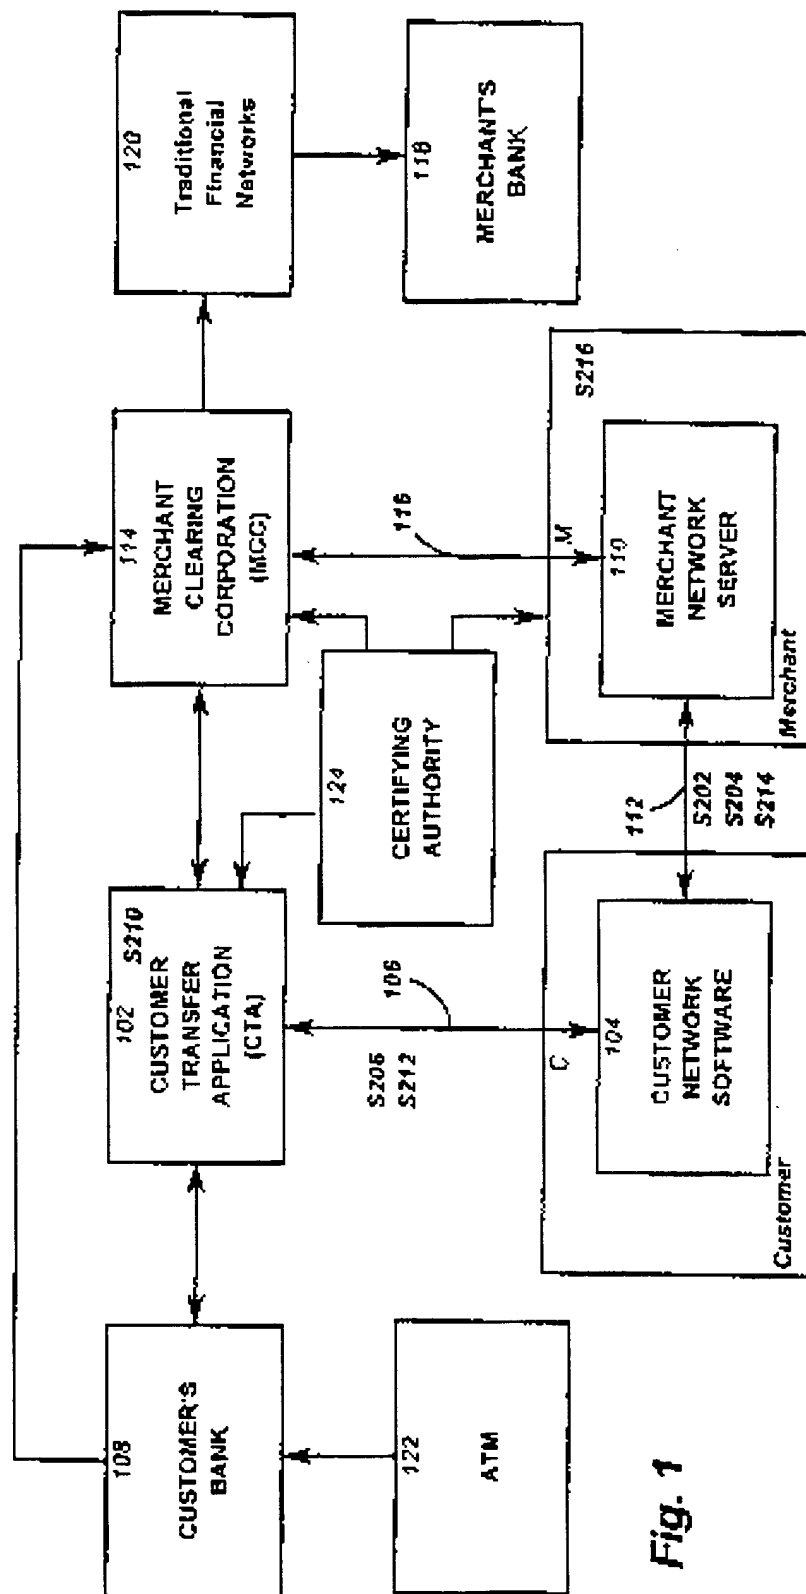 108
CUSTOMER'S
BANK
122
ATM
102
S210
CUSTOMER
TRANSFER
APPLICATION
(CTA)
S206
S212
106
C
104
CUSTOMER
NETWORK
SOFTWARE
Customer
124
CERTIFYING
AUTHORITY
112
S202
S204
S214
114
MERCHANT
CLEARING
CORPORATION
(MCC)
116
M
S216
110
MERCHANT
NETWORK
SERVER
Merchant
120
Traditional
Financial
Networks
118
MERCHANT'S
BANK
Fig. 1